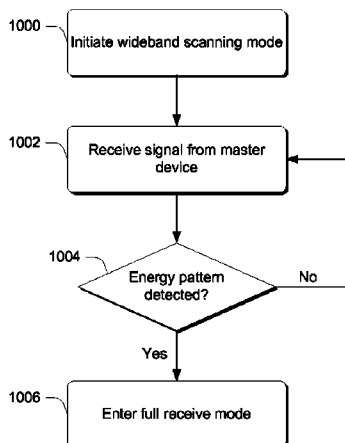 1000
Initiate wideband scanning mode
1002
Receive signal from master
device
1004
Energy pattern
detected?
No
Yes
1006
Enter full receive mode